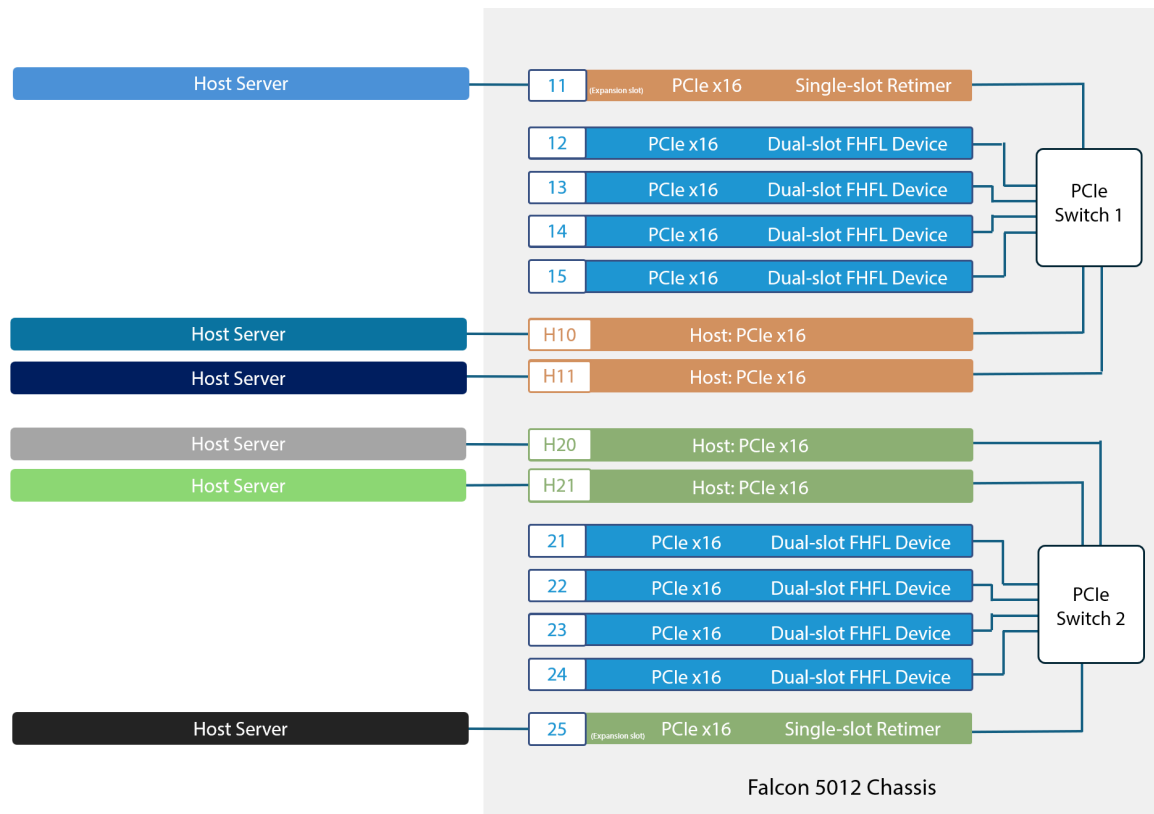 Host Server 11 (Expansion slot) PCIe x16 Single-slot Retimer
12 PCIe x16 Dual-slot FHFL Device
13 PCIe x16 Dual-slot FHFL Device
14 PCIe x16 Dual-slot FHFL Device
15 PCIe x16 Dual-slot FHFL Device
PCIe
Switch 1
Host Server H10 Host: PCIe x16
Host Server H11 Host: PCIe x16
Host Server H20 Host: PCIe x16
Host Server H21 Host: PCIe x16
21 PCIe x16 Dual-slot FHFL Device
22 PCIe x16 Dual-slot FHFL Device
23 PCIe x16 Dual-slot FHFL Device
24 PCIe x16 Dual-slot FHFL Device
PCIe
Switch 2
Host Server 25 (Expansion slot) PCIe x16 Single-slot Retimer
Falcon 5012 Chassis